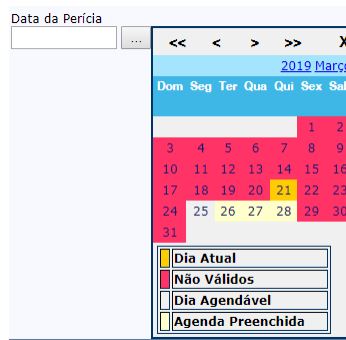 Data da Perícia
...
<< < > >>
2019 Março
Dom Seg Ter Qua Qui Sex
1 2
3 4 5 6 7 8 9
10 11 12 13 14 15 16
17 18 19 20 21 22 23
24 25 26 27 28 29 30
31
Dia Atual
Não Válidos
Dia Agendável
Agenda Preenchida